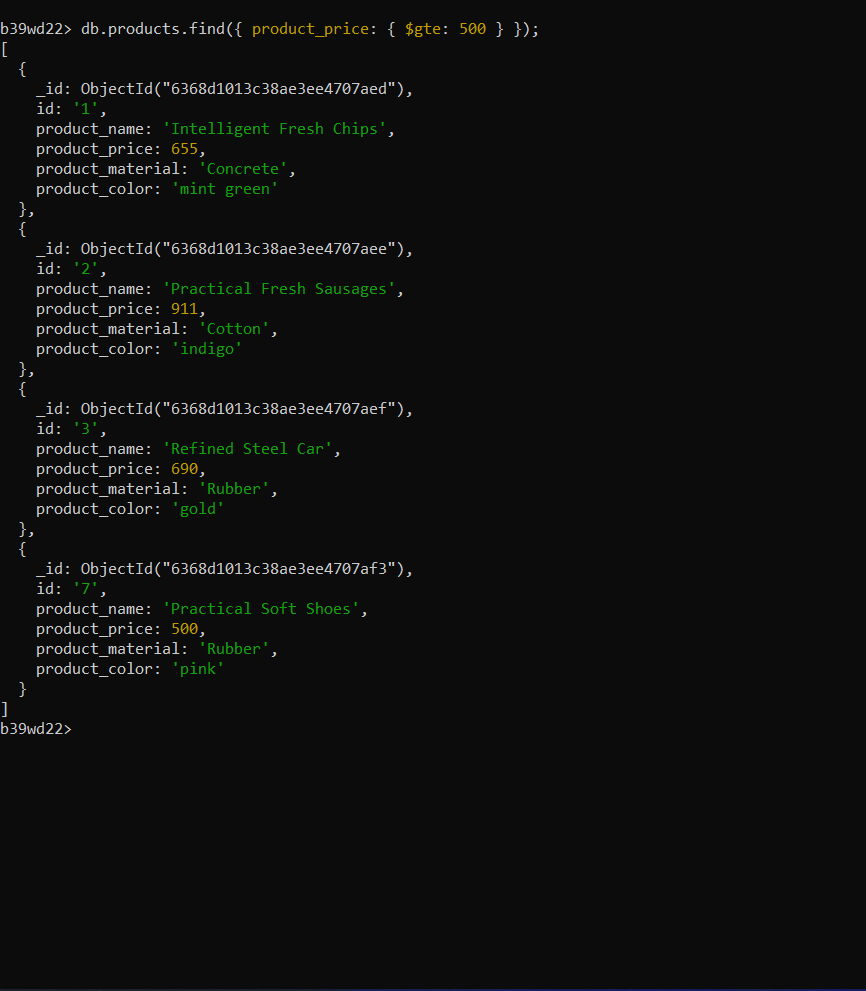 b39wd22> db.products.find({ product_price: { $gte: 500 } });
[
  {
    _id: ObjectId("6368d1013c38ae3ee4707aed"),
    id: '1',
    product_name: 'Intelligent Fresh Chips',
    product_price: 655,
    product_material: 'Concrete',
    product_color: 'mint green'
  },
  {
    _id: ObjectId("6368d1013c38ae3ee4707aee"),
    id: '2',
    product_name: 'Practical Fresh Sausages',
    product_price: 911,
    product_material: 'Cotton',
    product_color: 'indigo'
  },
  {
    _id: ObjectId("6368d1013c38ae3ee4707aef"),
    id: '3',
    product_name: 'Refined Steel Car',
    product_price: 690,
    product_material: 'Rubber',
    product_color: 'gold'
  },
  {
    _id: ObjectId("6368d1013c38ae3ee4707af3"),
    id: '7',
    product_name: 'Practical Soft Shoes',
    product_price: 500,
    product_material: 'Rubber',
    product_color: 'pink'
  }
]
b39wd22>